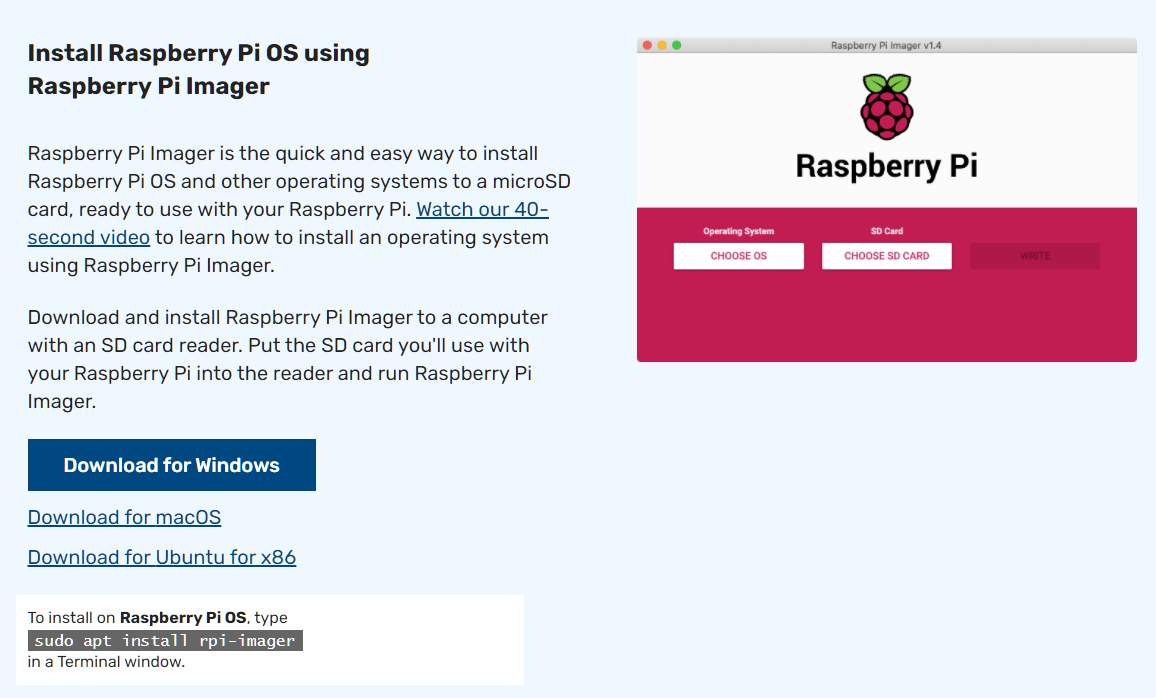 Install Raspberry Pi OS using
Raspberry Pi Imager
Raspberry Pi Imager is the quick and easy way to install
Raspberry Pi OS and other operating systems to a microSD
card, ready to use with your Raspberry Pi. Watch our 40-
second video to learn how to install an operating system
using Raspberry Pi Imager.
Download and install Raspberry Pi Imager to a computer
with an SD card reader. Put the SD card you'll use with
your Raspberry Pi into the reader and run Raspberry Pi
Imager.
Download for Windows
Download for macOS
Download for Ubuntu for x86
To install on Raspberry Pi OS, type
sudo apt install rpi-imager
in a Terminal window.
Raspberry Pi Imager v1.4
Raspberry Pi
Operating System SD Card
CHOOSE OS CHOOSE SD CARD WRITE